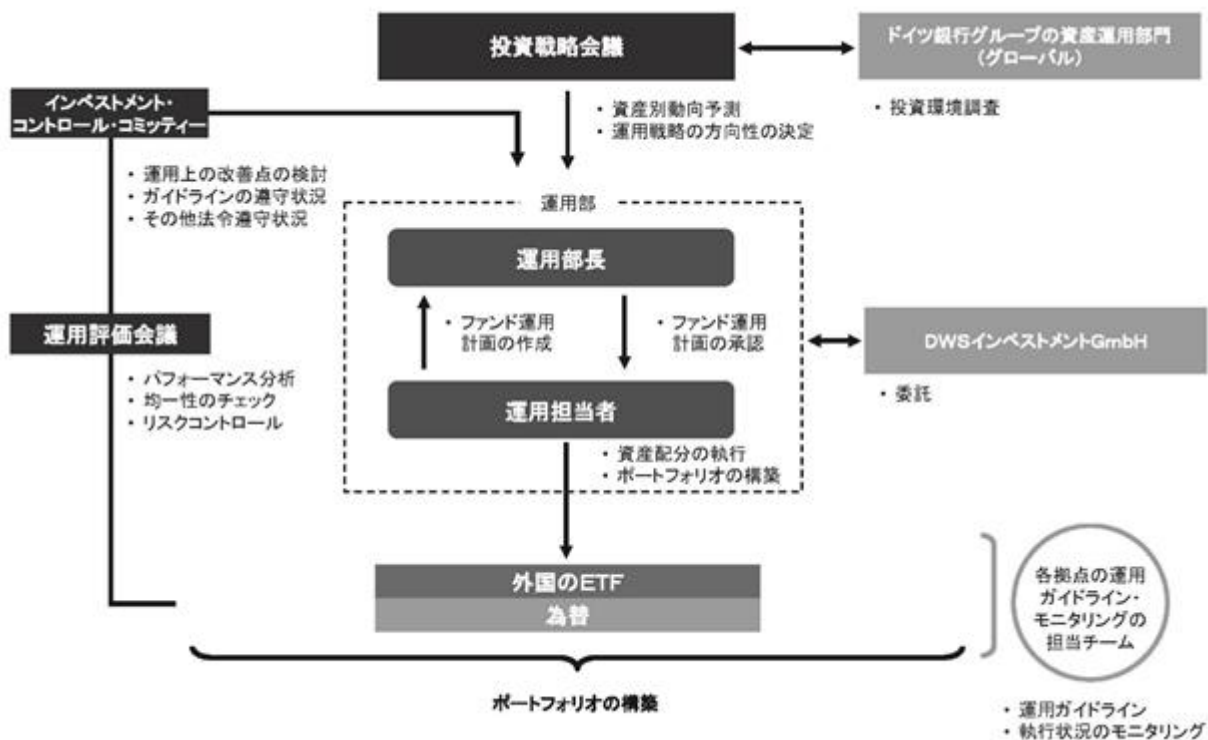 投資戦略会議
ドイツ銀行グループの資産運用部門
(グローバル)
・投資環境調査
インベストメント・
コントロール・コミッティー
・資産別動向予測
・運用戦略の方向性の決定
・運用上の改善点の検討
・ガイドラインの遵守状況
・その他法令遵守状況
運用部
運用部長
・ファンド運用
計画の作成
・ファンド運用
計画の承認
運用評価会議
・パフォーマンス分析
・均一性のチェック
・リスクコントロール
DWSインベストメントGmbH
・委託
運用担当者
・資産配分の執行
・ポートフォリオの構築
外国のETF
為替
各拠点の運用
ガイドライン・
モニタリングの
担当チーム
ポートフォリオの構築
・運用ガイドライン
・執行状況のモニタリング